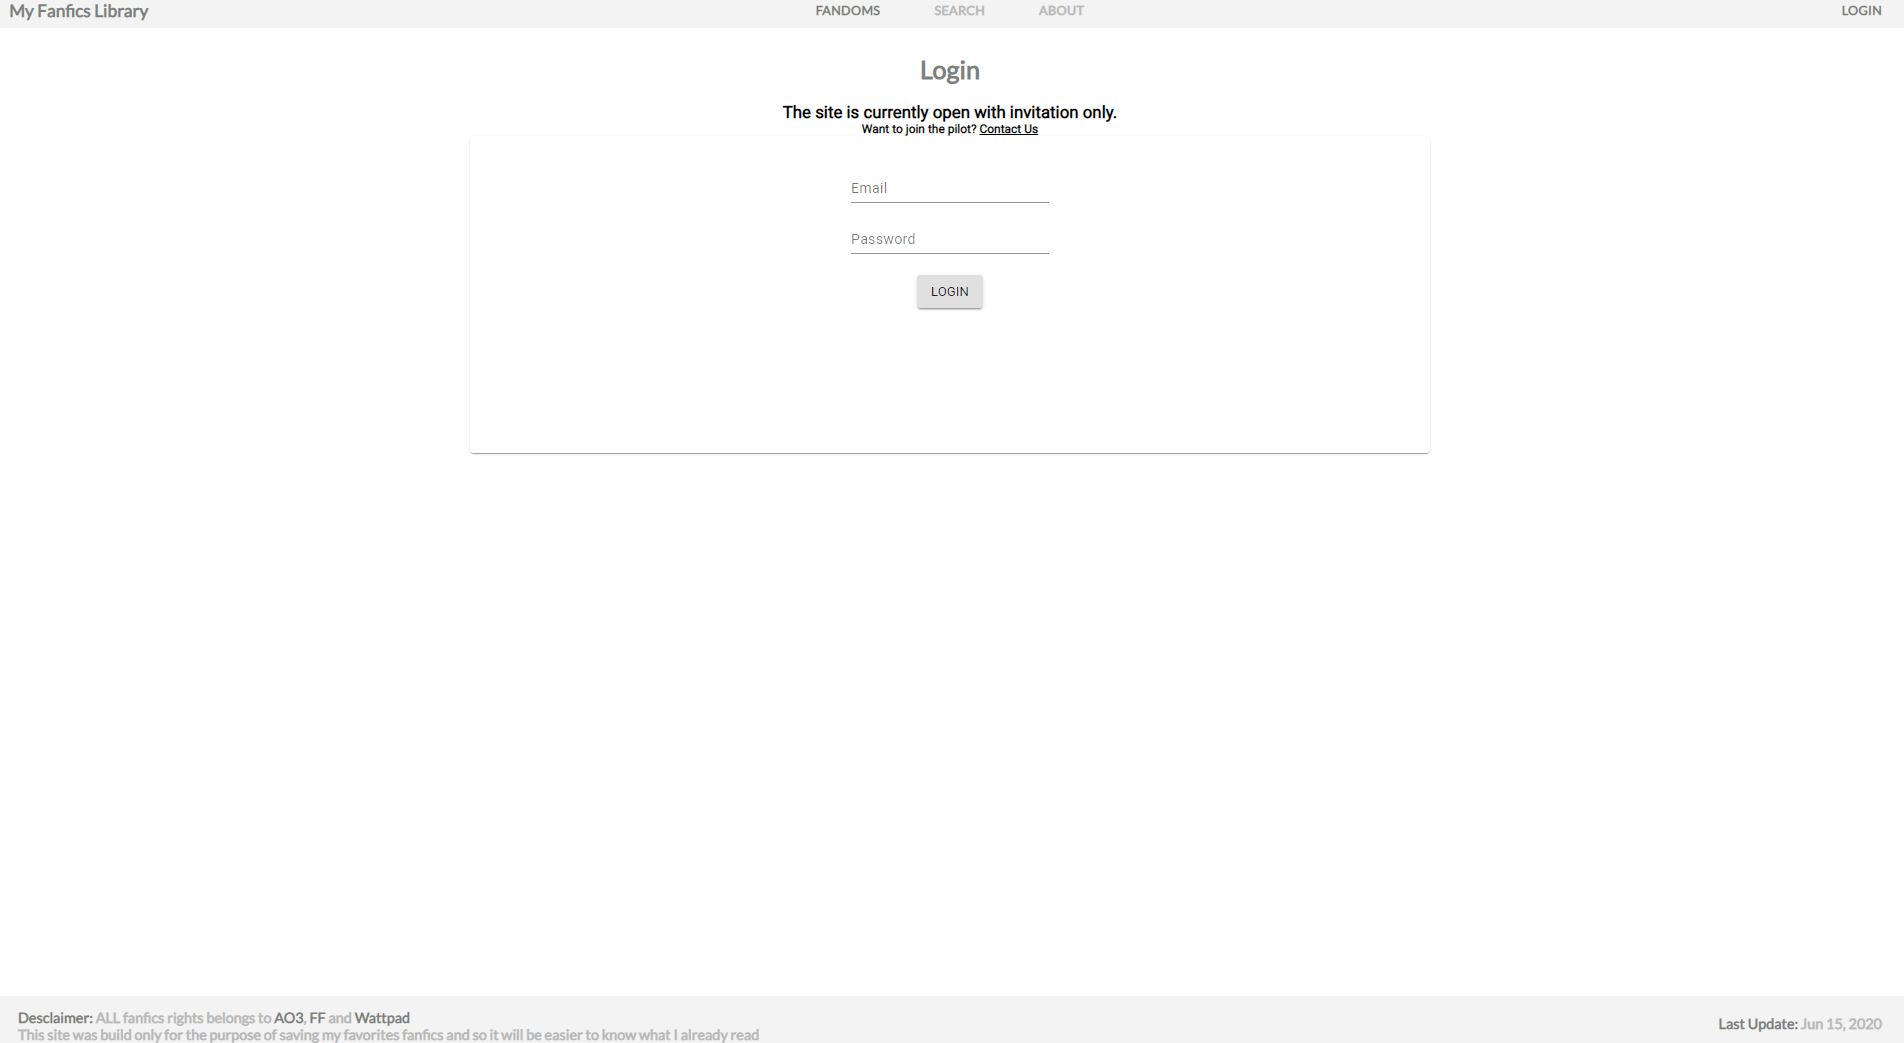 My Fanfics Library FANDOMS SEARCH ABOUT LOGIN
Login
The site is currently open with invitation only.
Want to join the pilot? Contact Us
Email
Password
LOGIN
Desclaimer: ALL fanfics rights belongs to AO3, FF and Wattpad
This site was build only for the purpose of saving my favorites fanfics and so it will be easier to know what I already read
Last Update: Jun 15, 2020